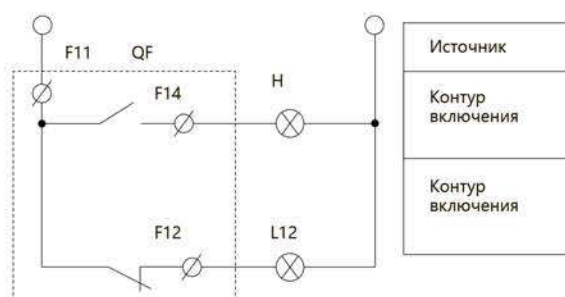 F11 QF
F14
H
F12
L12
Источник
Контур
включения
Контур
включения